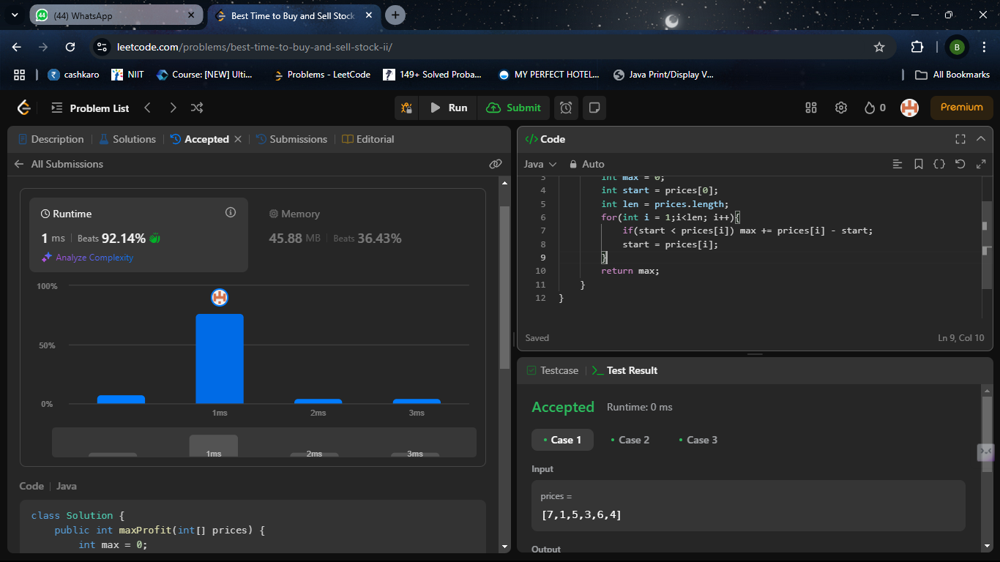 (44) WhatsApp
Best Time to Buy and Sell Stock
leetcode.com/problems/best-time-to-buy-and-sell-stock-ii/
B
cashkaro NIIT Course: [NEW] Ulti... Problems - LeetCode 149+ Solved Proba... MY PERFECT HOTEL... Java Print/Display V... All Bookmarks
Problem List Run Submit 0 Premium
Description Solutions Accepted Submissions Editorial
All Submissions
Runtime
1 ms Beats 92.14%
Analyze Complexity
Memory
45.88 MB Beats 36.43%
100%
50%
0%
1ms 2ms 3ms
1ms 2ms 3ms
Code Java
class Solution {
public int maxProfit(int[] prices) {
int max = 0;
</> Code
Java Auto
3 int max = 0;
4 int start = prices[0];
5 int len = prices.length;
6 for(int i = 1;i<len; i++){
7 if(start < prices[i]) max += prices[i] - start;
8 start = prices[i];
9 }
10 return max;
11 }
12 }
Saved Ln 9, Col 10
Testcase Test Result
Accepted Runtime: 0 ms
Case 1 Case 2 Case 3
Input
prices =
[7,1,5,3,6,4]
Output